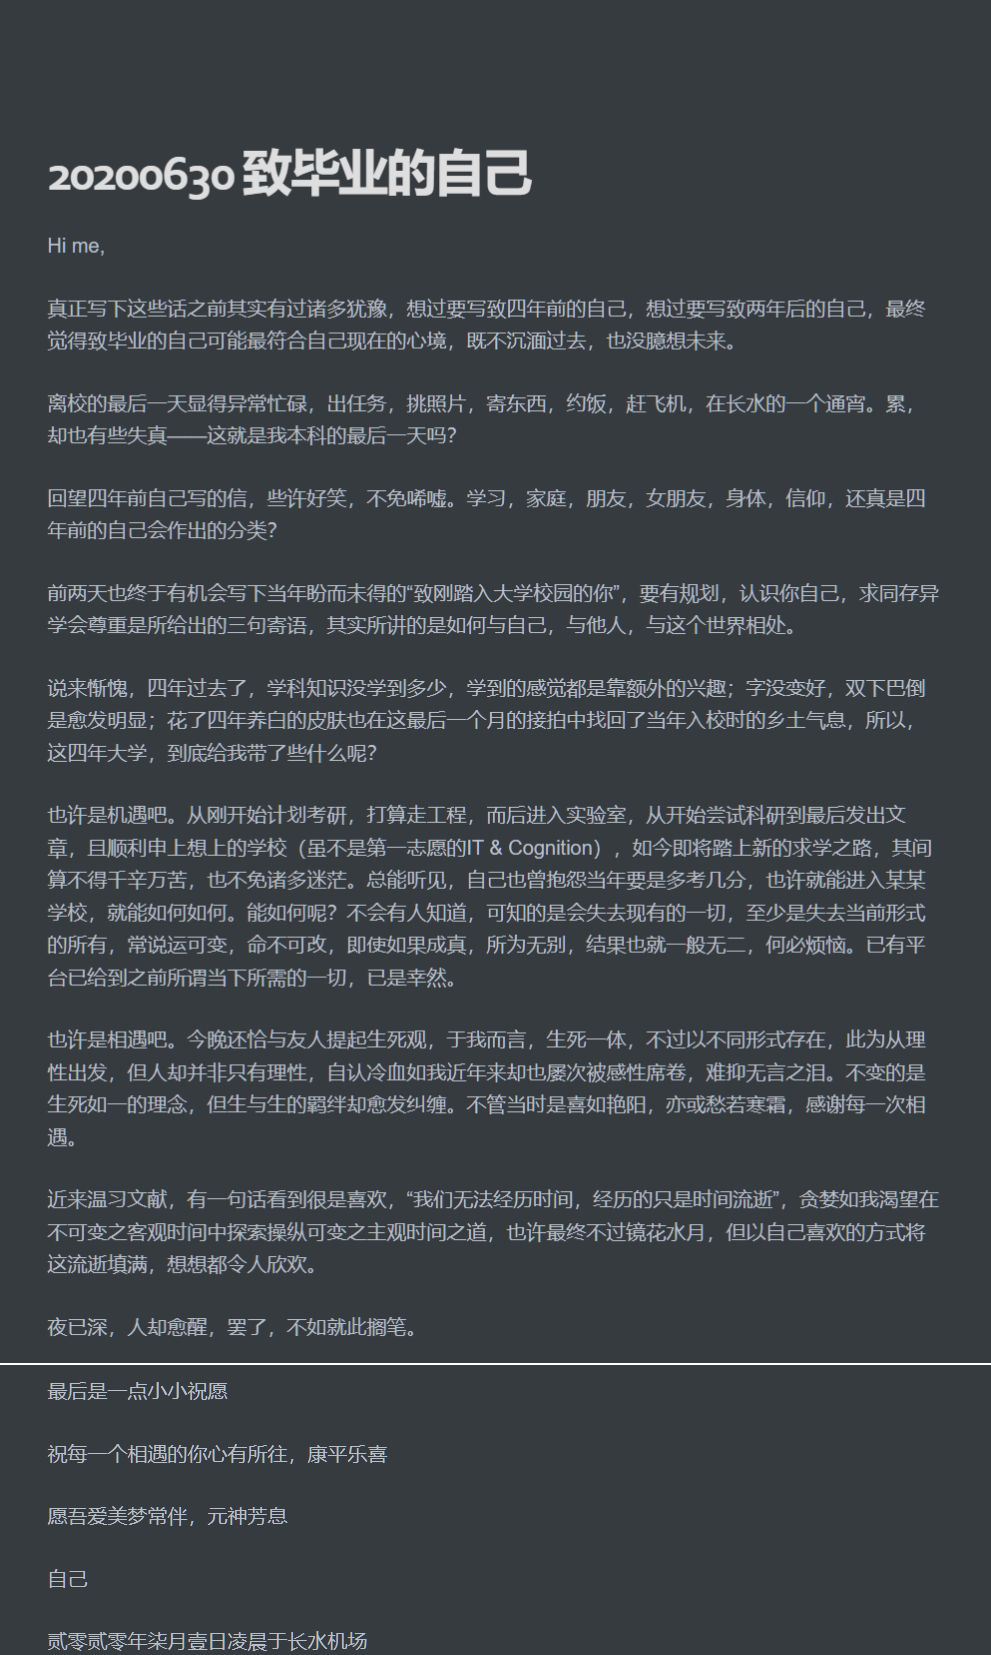 20200630 致毕业的自己
Hi me,
真正写下这些话之前其实有过诸多犹豫，想过要写致四年前的自己，想过要写致两年后的自己，最终
觉得致毕业的自己可能最符合自己现在的心境，既不沉湎过去，也没臆想未来。
离校的最后一天显得异常忙碌，出任务，挑照片，寄东西，约饭，赶飞机，在长水的一个通宵。累，
却也有些失真——这就是我本科的最后一天吗？
回望四年前自己写的信，些许好笑，不免唏嘘。学习，家庭，朋友，女朋友，身体，信仰，还真是四
年前的自己会作出的分类？
前两天也终于有机会写下当年盼而未得的“致刚踏入大学校园的你”，要有规划，认识你自己，求同存异
学会尊重是所给出的三句寄语，其实所讲的是如何与自己，与他人，与这个世界相处。
说来惭愧，四年过去了，学科知识没学到多少，学到的感觉都是靠额外的兴趣；字没变好，双下巴倒
是愈发明显；花了四年养白的皮肤也在这最后一个月的接拍中找回了当年入校时的乡土气息，所以，
这四年大学，到底给我带了些什么呢？
也许是机遇吧。从刚开始计划考研，打算走工程，而后进入实验室，从开始尝试科研到最后发出文
章，且顺利申上想上的学校（虽不是第一志愿的IT & Cognition），如今即将踏上新的求学之路，其间
算不得千辛万苦，也不免诸多迷茫。总能听见，自己也曾抱怨当年要是多考几分，也许就能进入某某
学校，就能如何如何。能如何呢？不会有人知道，可知的是会失去现有的一切，至少是失去当前形式
的所有，常说运可变，命不可改，即使如果成真，所为无别，结果也就一般无二，何必烦恼。已有平
台已给到之前所谓当下所需的一切，已是幸然。
也许是相遇吧。今晚还恰与友人提起生死观，于我而言，生死一体，不过以不同形式存在，此为从理
性出发，但人却并非只有理性，自认冷血如我近年来却也屡次被感性席卷，难抑无言之泪。不变的是
生死如一的理念，但生与生的羁绊却愈发纠缠。不管当时是喜如艳阳，亦或愁若寒霜，感谢每一次相
遇。
近来温习文献，有一句话看到很是喜欢，“我们无法经历时间，经历的只是时间流逝”，贪婪如我渴望在
不可变之客观时间中探索操纵可变之主观时间之道，也许最终不过镜花水月，但以自己喜欢的方式将
这流逝填满，想想都令人欣欢。
夜已深，人却愈醒，罢了，不如就此搁笔。
最后是一点小小祝愿
祝每一个相遇的你心有所往，康平乐喜
愿吾爱美梦常伴，元神芳息
自己
贰零贰零年柒月壹日凌晨于长水机场